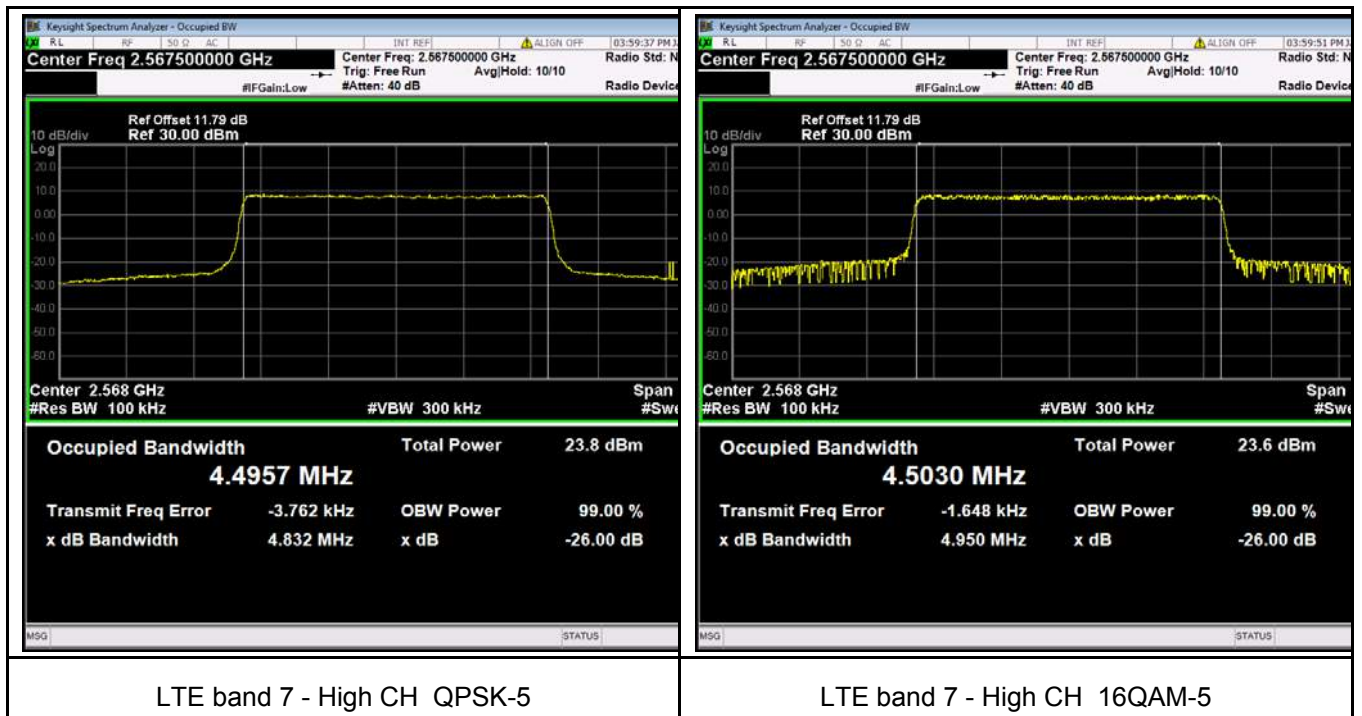 Keysight Spectrum Analyzer - Occupied BW
RL RF 50 Ω AC INT REF ALIGN OFF 03:59:37 PM
Center Freq 2.567500000 GHz
Center Freq: 2.567500000 GHz
Radio Std: N
Trig: Free Run Avg|Hold: 10/10
#IFGain:Low #Atten: 40 dB Radio Device
Ref Offset 11.79 dB
10 dB/div Ref 30.00 dBm
Log
20.0
10.0
0.00
-10.0
-20.0
-30.0
-40.0
-50.0
-60.0
Center 2.568 GHz Span
#Res BW 100 kHz #VBW 300 kHz #Swe
Occupied Bandwidth Total Power 23.8 dBm
4.4957 MHz
Transmit Freq Error -3.762 kHz OBW Power 99.00 %
x dB Bandwidth 4.832 MHz x dB -26.00 dB
MSG STATUS
LTE band 7 - High CH QPSK-5
Keysight Spectrum Analyzer - Occupied BW
RL RF 50 Ω AC INT REF ALIGN OFF 03:59:51 PM
Center Freq 2.567500000 GHz
Center Freq: 2.567500000 GHz
Radio Std: N
Trig: Free Run Avg|Hold: 10/10
#IFGain:Low #Atten: 40 dB Radio Device
Ref Offset 11.79 dB
10 dB/div Ref 30.00 dBm
Log
20.0
10.0
0.00
-10.0
-20.0
-30.0
-40.0
-50.0
-60.0
Center 2.568 GHz Span
#Res BW 100 kHz #VBW 300 kHz #Swe
Occupied Bandwidth Total Power 23.6 dBm
4.5030 MHz
Transmit Freq Error -1.648 kHz OBW Power 99.00 %
x dB Bandwidth 4.950 MHz x dB -26.00 dB
MSG STATUS
LTE band 7 - High CH 16QAM-5